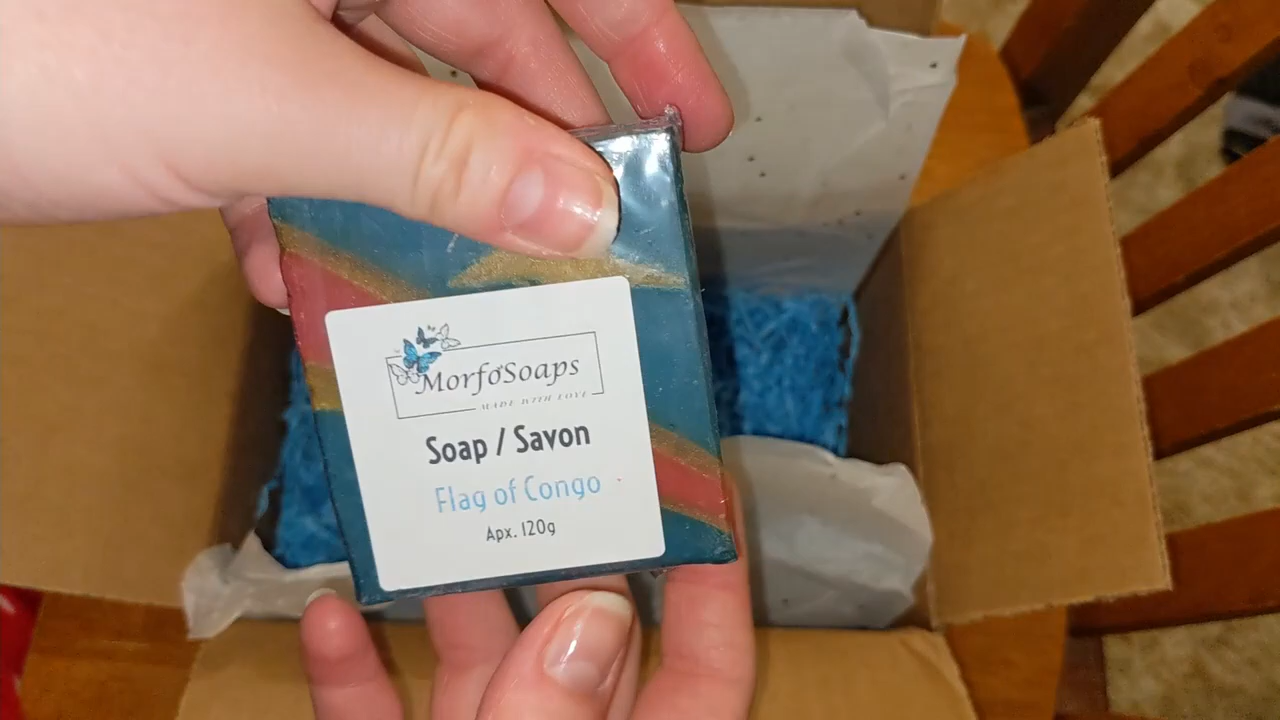 MorfoSoaps
MADE WITH LOVE
Soap / Savon
Flag of Congo
Apx. 120g